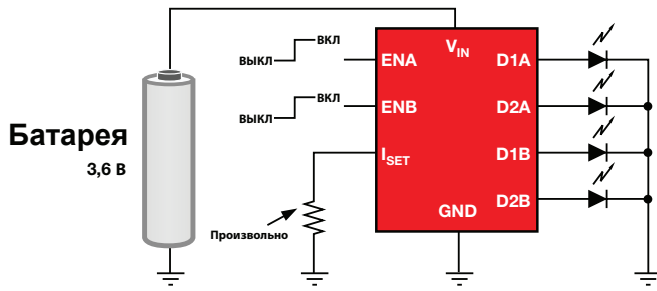 Батарея
3,6 В
ВЫКЛ ВКЛ
ВЫКЛ ВКЛ
Произвольно
VIN
ENA
ENB
ISET
GND
D1A
D2A
D1B
D2B